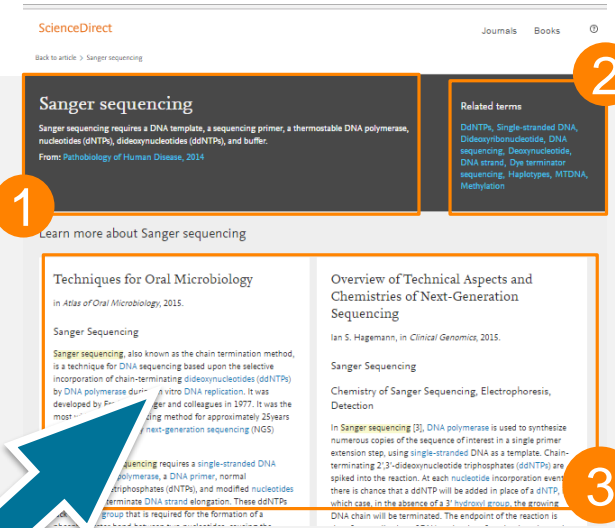 ScienceDirect
Journals Books
Back to article > Sanger sequencing
2
Sanger sequencing
Sanger sequencing requires a DNA template, a sequencing primer, a thermostable DNA polymerase,
nucleotides (dNTPs), dideoxynucleotides (ddNTPs), and buffer.
From: Pathobiology of Human Disease, 2014
Related terms
DdNTPs, Single-stranded DNA,
Dideoxyribonucleotide, DNA
sequencing, Deoxynucleotide,
DNA strand, Dye terminator
sequencing, Haplotypes, MTDNA,
Methylation
1
Learn more about Sanger sequencing
Techniques for Oral Microbiology
in Atlas of Oral Microbiology, 2015.
Sanger Sequencing
Sanger sequencing, also known as the chain termination method,
is a technique for DNA sequencing based upon the selective
incorporation of chain-terminating dideoxynucleotides (ddNTPs)
by DNA polymerase vitro DNA replication. It was
developed by and colleagues in 1977. It was the
most method for approximately 25years
next-generation sequencing (NGS)
requires a single-stranded DNA
polymerase, a DNA primer, normal
(dNTPs), and modified nucleotides
terminate DNA strand elongation. These ddNTPs
group that is required for the formation of a
Overview of Technical Aspects and
Chemistries of Next-Generation
Sequencing
Ian S. Hagemann, in Clinical Genomics, 2015.
Sanger Sequencing
Chemistry of Sanger Sequencing, Electrophoresis,
Detection
In Sanger sequencing [3], DNA polymerase is used to synthesize
numerous copies of the sequence of interest in a single primer
extension step, using single-stranded DNA as a template. Chain-
terminating 2',3'-dideoxynucleotide triphosphates (ddNTPs) are
spiked into the reaction. At each nucleotide incorporation event
there is chance that a ddNTP will be added in place of a dNTP,
which case, in the absence of a 3' hydroxyl group, the growing
DNA chain will be terminated. The endpoint of the reaction is
3